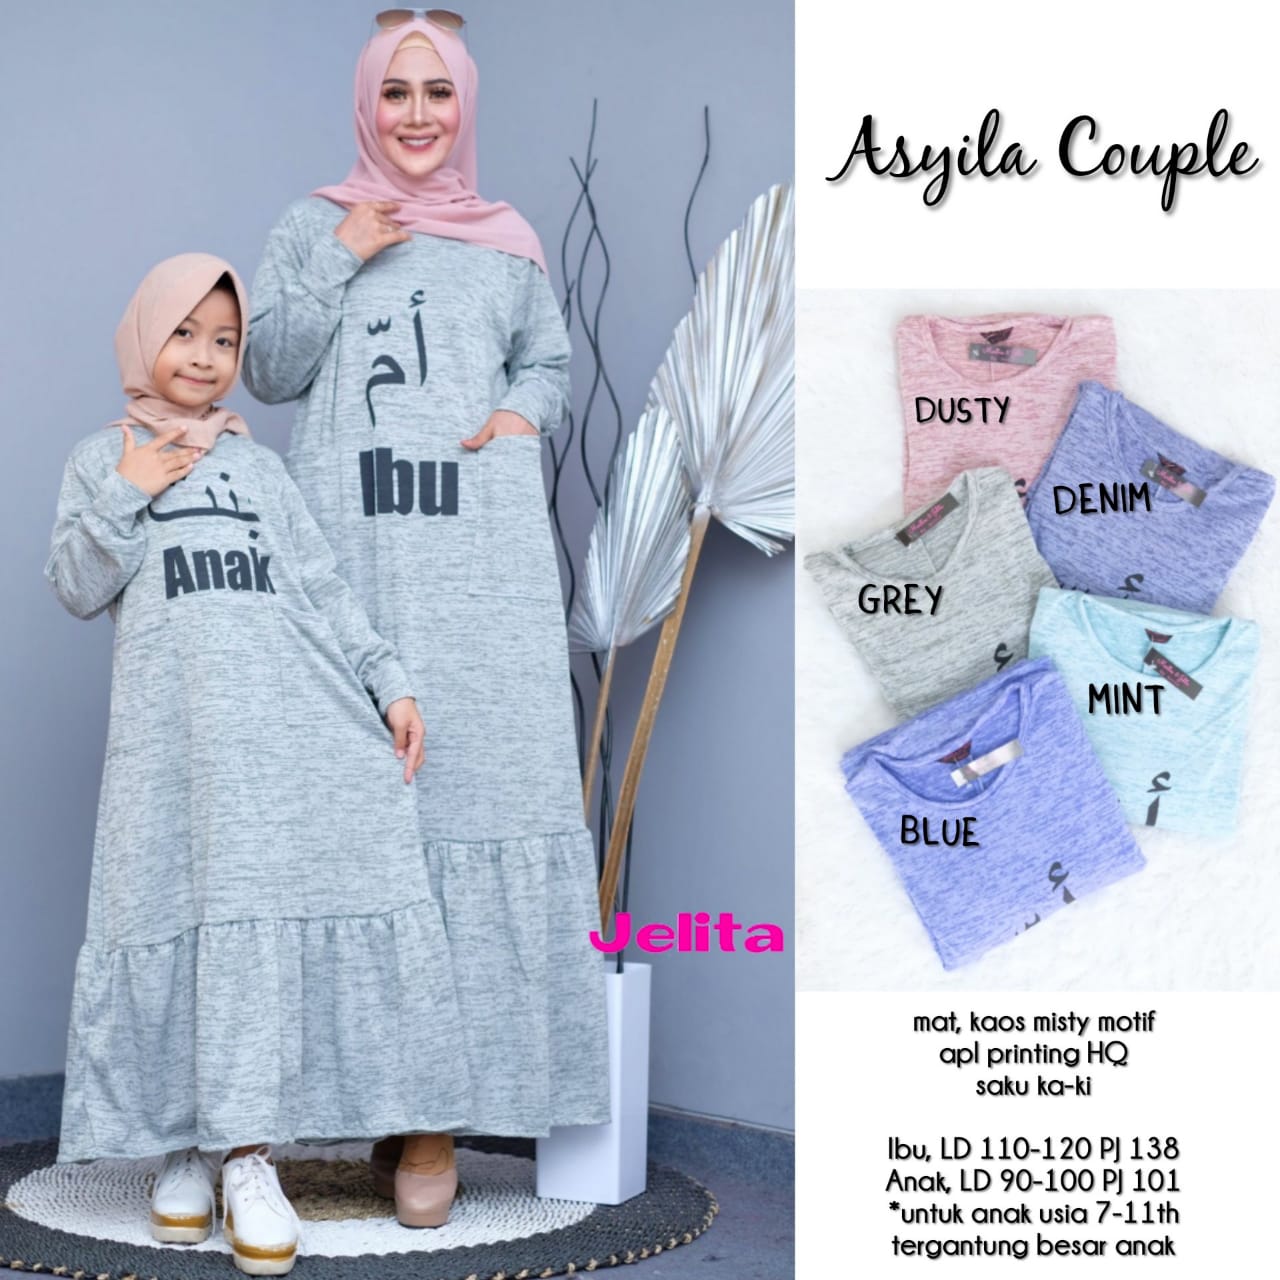 Asyila Couple
أمّ
Ibu
بنت
Anak
Jelita
DUSTY
DENIM
GREY
MINT
BLUE
mat, kaos misty motif
apl printing HQ
saku ka-ki
Ibu, LD 110-120 PJ 138
Anak, LD 90-100 PJ 101
*untuk anak usia 7-11th
tergantung besar anak